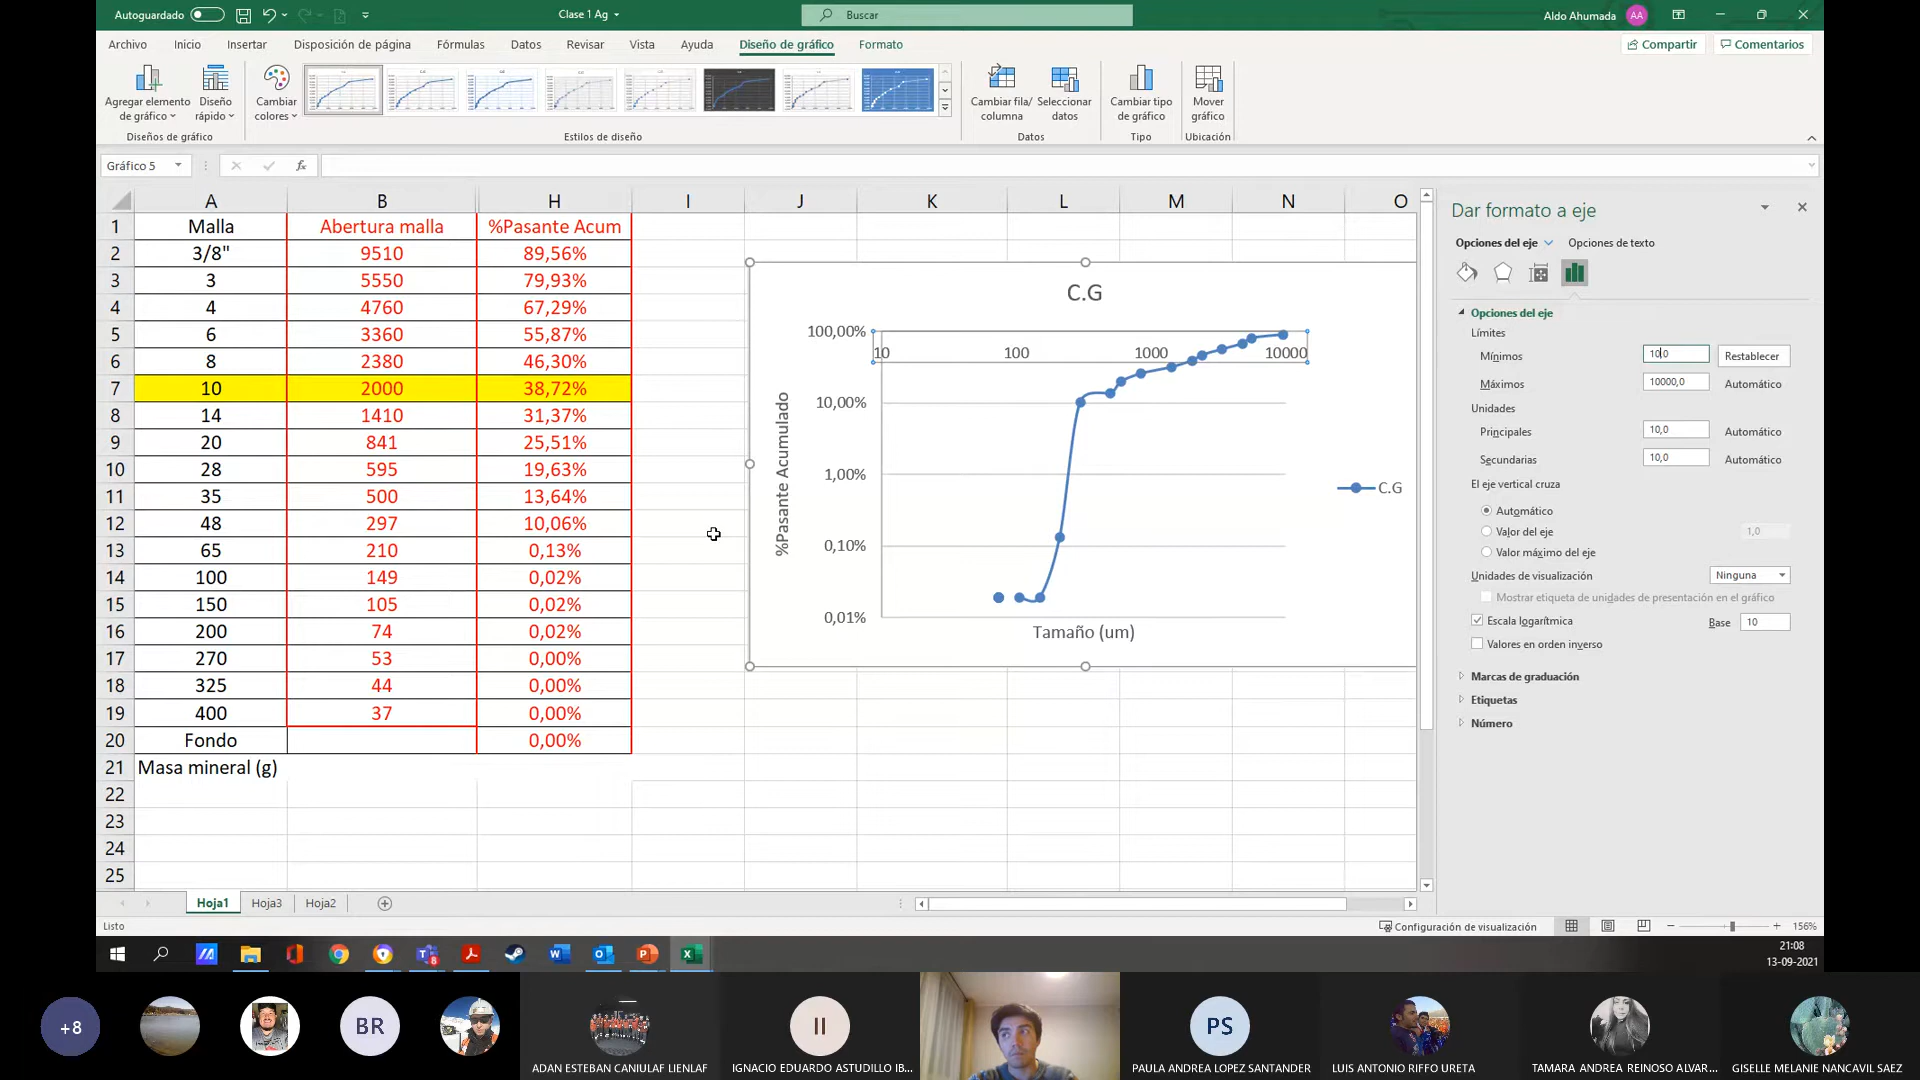 Autoguardado
Clase 1 Ag
Buscar
Aldo Ahumada
AA
Archivo Inicio Insertar Disposición de página Fórmulas Datos Revisar Vista Ayuda Diseño de gráfico Formato
Compartir
Comentarios
Agregar elemento de gráfico
Diseño rápido
Cambiar colores
Cambiar fila/ columna
Seleccionar datos
Cambiar tipo de gráfico
Mover gráfico
Diseños de gráfico
Estilos de diseño
Datos
Tipo
Ubicación
Gráfico 5
fx
A B H I J K L M N O
1 Malla Abertura malla %Pasante Acum
2 3/8" 9510 89,56%
3 3 5550 79,93%
4 4 4760 67,29%
5 6 3360 55,87%
6 8 2380 46,30%
7 10 2000 38,72%
8 14 1410 31,37%
9 20 841 25,51%
10 28 595 19,63%
11 35 500 13,64%
12 48 297 10,06%
13 65 210 0,13%
14 100 149 0,02%
15 150 105 0,02%
16 200 74 0,02%
17 270 53 0,00%
18 325 44 0,00%
19 400 37 0,00%
20 Fondo 0,00%
21 Masa mineral (g)
22
23
24
25
C.G
100,00%
10 100 1000 10000
10,00%
1,00%
0,10%
0,01%
%Pasante Acumulado
Tamaño (um)
C.G
Dar formato a eje
Opciones del eje
Opciones de texto
Opciones del eje
Límites
Mínimos 10,0 Restablecer
Máximos 10000,0 Automático
Unidades
Principales 10,0 Automático
Secundarias 10,0 Automático
El eje vertical cruza
Automático
Valor del eje 1,0
Valor máximo del eje
Unidades de visualización Ninguna
Mostrar etiqueta de unidades de presentación en el gráfico
Escala logarítmica Base 10
Valores en orden inverso
Marcas de graduación
Etiquetas
Número
Hoja1 Hoja3 Hoja2
Listo
Configuración de visualización
156%
21:08
13-09-2021
+8
BR
ADAN ESTEBAN CANIULAF LIENLAF
II
IGNACIO EDUARDO ASTUDILLO IB...
PS
PAULA ANDREA LOPEZ SANTANDER
LUIS ANTONIO RIFFO URETA
TAMARA ANDREA REINOSO ALVAR...
GISELLE MELANIE NANCAVIL SAEZ